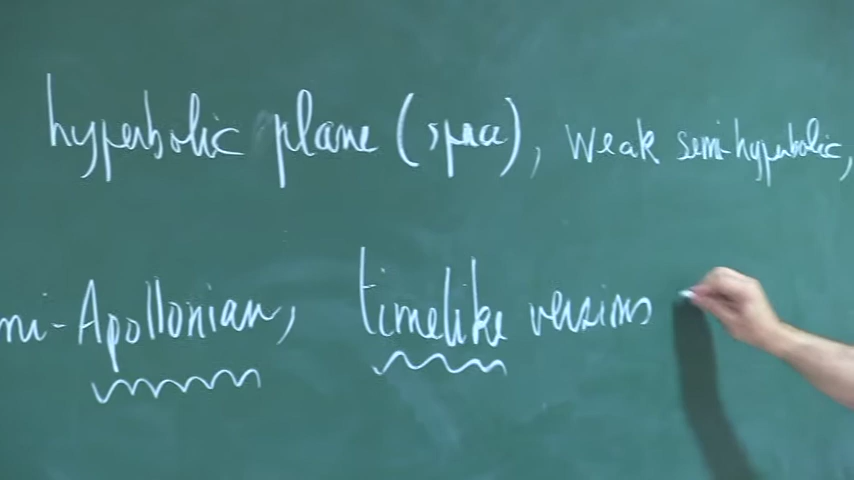 hyperbolic plane (space), weak semi-hyperbolic,
mi-Apollonian, timelike versions